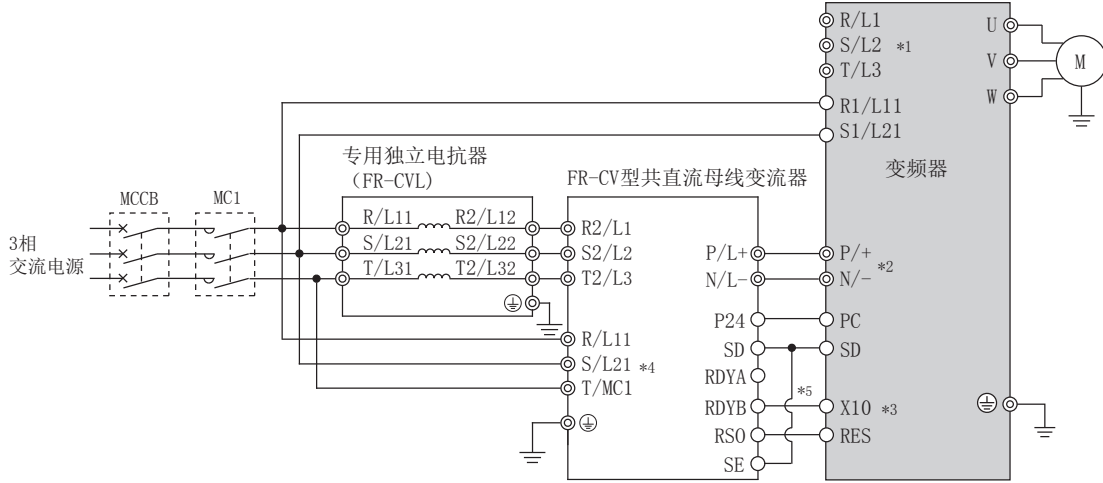 R/L1
S/L2 *1
T/L3
R1/L11
S1/L21
U
V
W
M
变频器
专用独立电抗器
（FR-CVL）
FR-CV型共直流母线变流器
MCCB
MC1
3相
交流电源
R/L11 R2/L12
S/L21 S2/L22
T/L31 T2/L32
R2/L1
S2/L2
T2/L3
R/L11
S/L21 *4
T/MC1
P/L+
N/L-
P24
SD
RDYA
RDYB
RSO
SE
*5
P/+
*2
N/-
PC
SD
X10 *3
RES